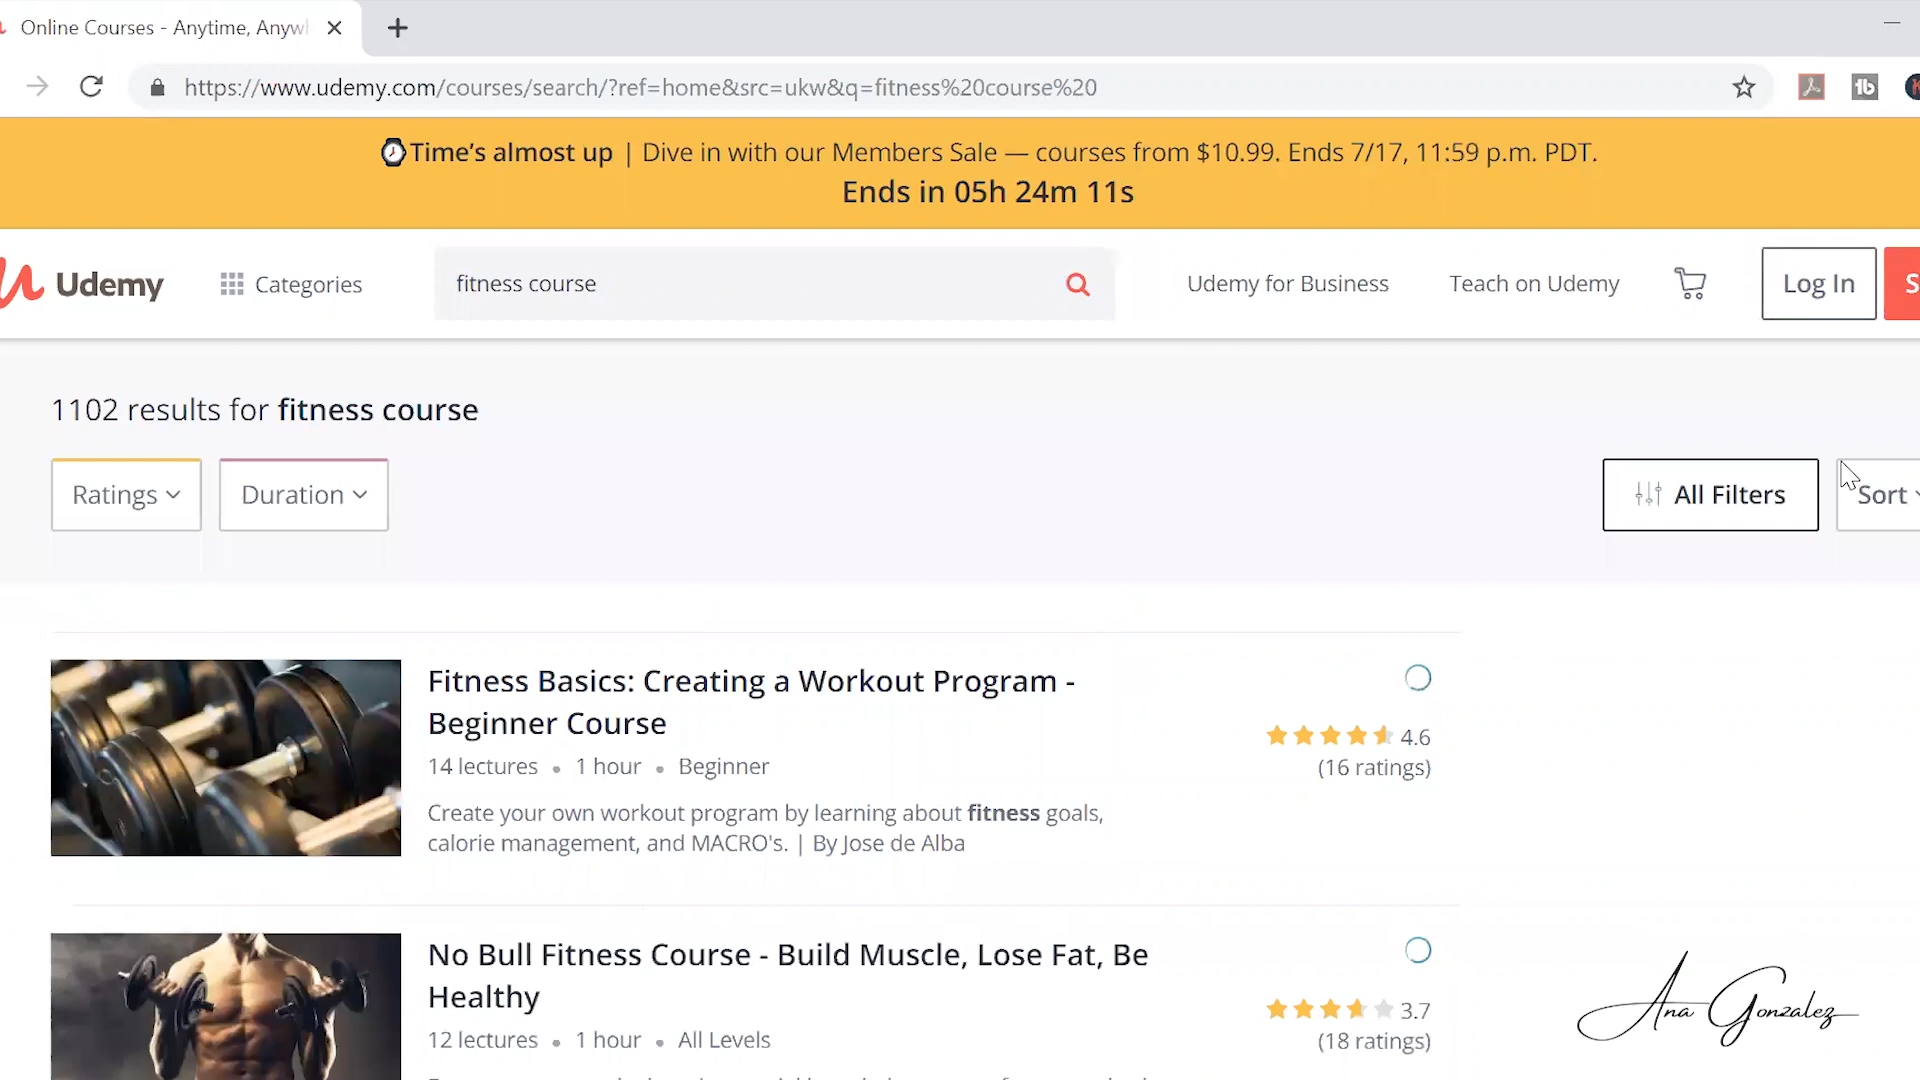 Online Courses - Anytime, Anyw
https://www.udemy.com/courses/search/?ref=home&src=ukw&q=fitness%20course%20
Time's almost up | Dive in with our Members Sale — courses from $10.99. Ends 7/17, 11:59 p.m. PDT.
Ends in 05h 24m 11s
Udemy
Categories
fitness course
Udemy for Business
Teach on Udemy
Log In
S
1102 results for fitness course
Ratings
Duration
All Filters
Sort
Fitness Basics: Creating a Workout Program -
Beginner Course
4.6
14 lectures • 1 hour • Beginner
(16 ratings)
Create your own workout program by learning about fitness goals,
calorie management, and MACRO's. | By Jose de Alba
No Bull Fitness Course - Build Muscle, Lose Fat, Be
Healthy
3.7
12 lectures • 1 hour • All Levels
(18 ratings)
Ana Gonzalez